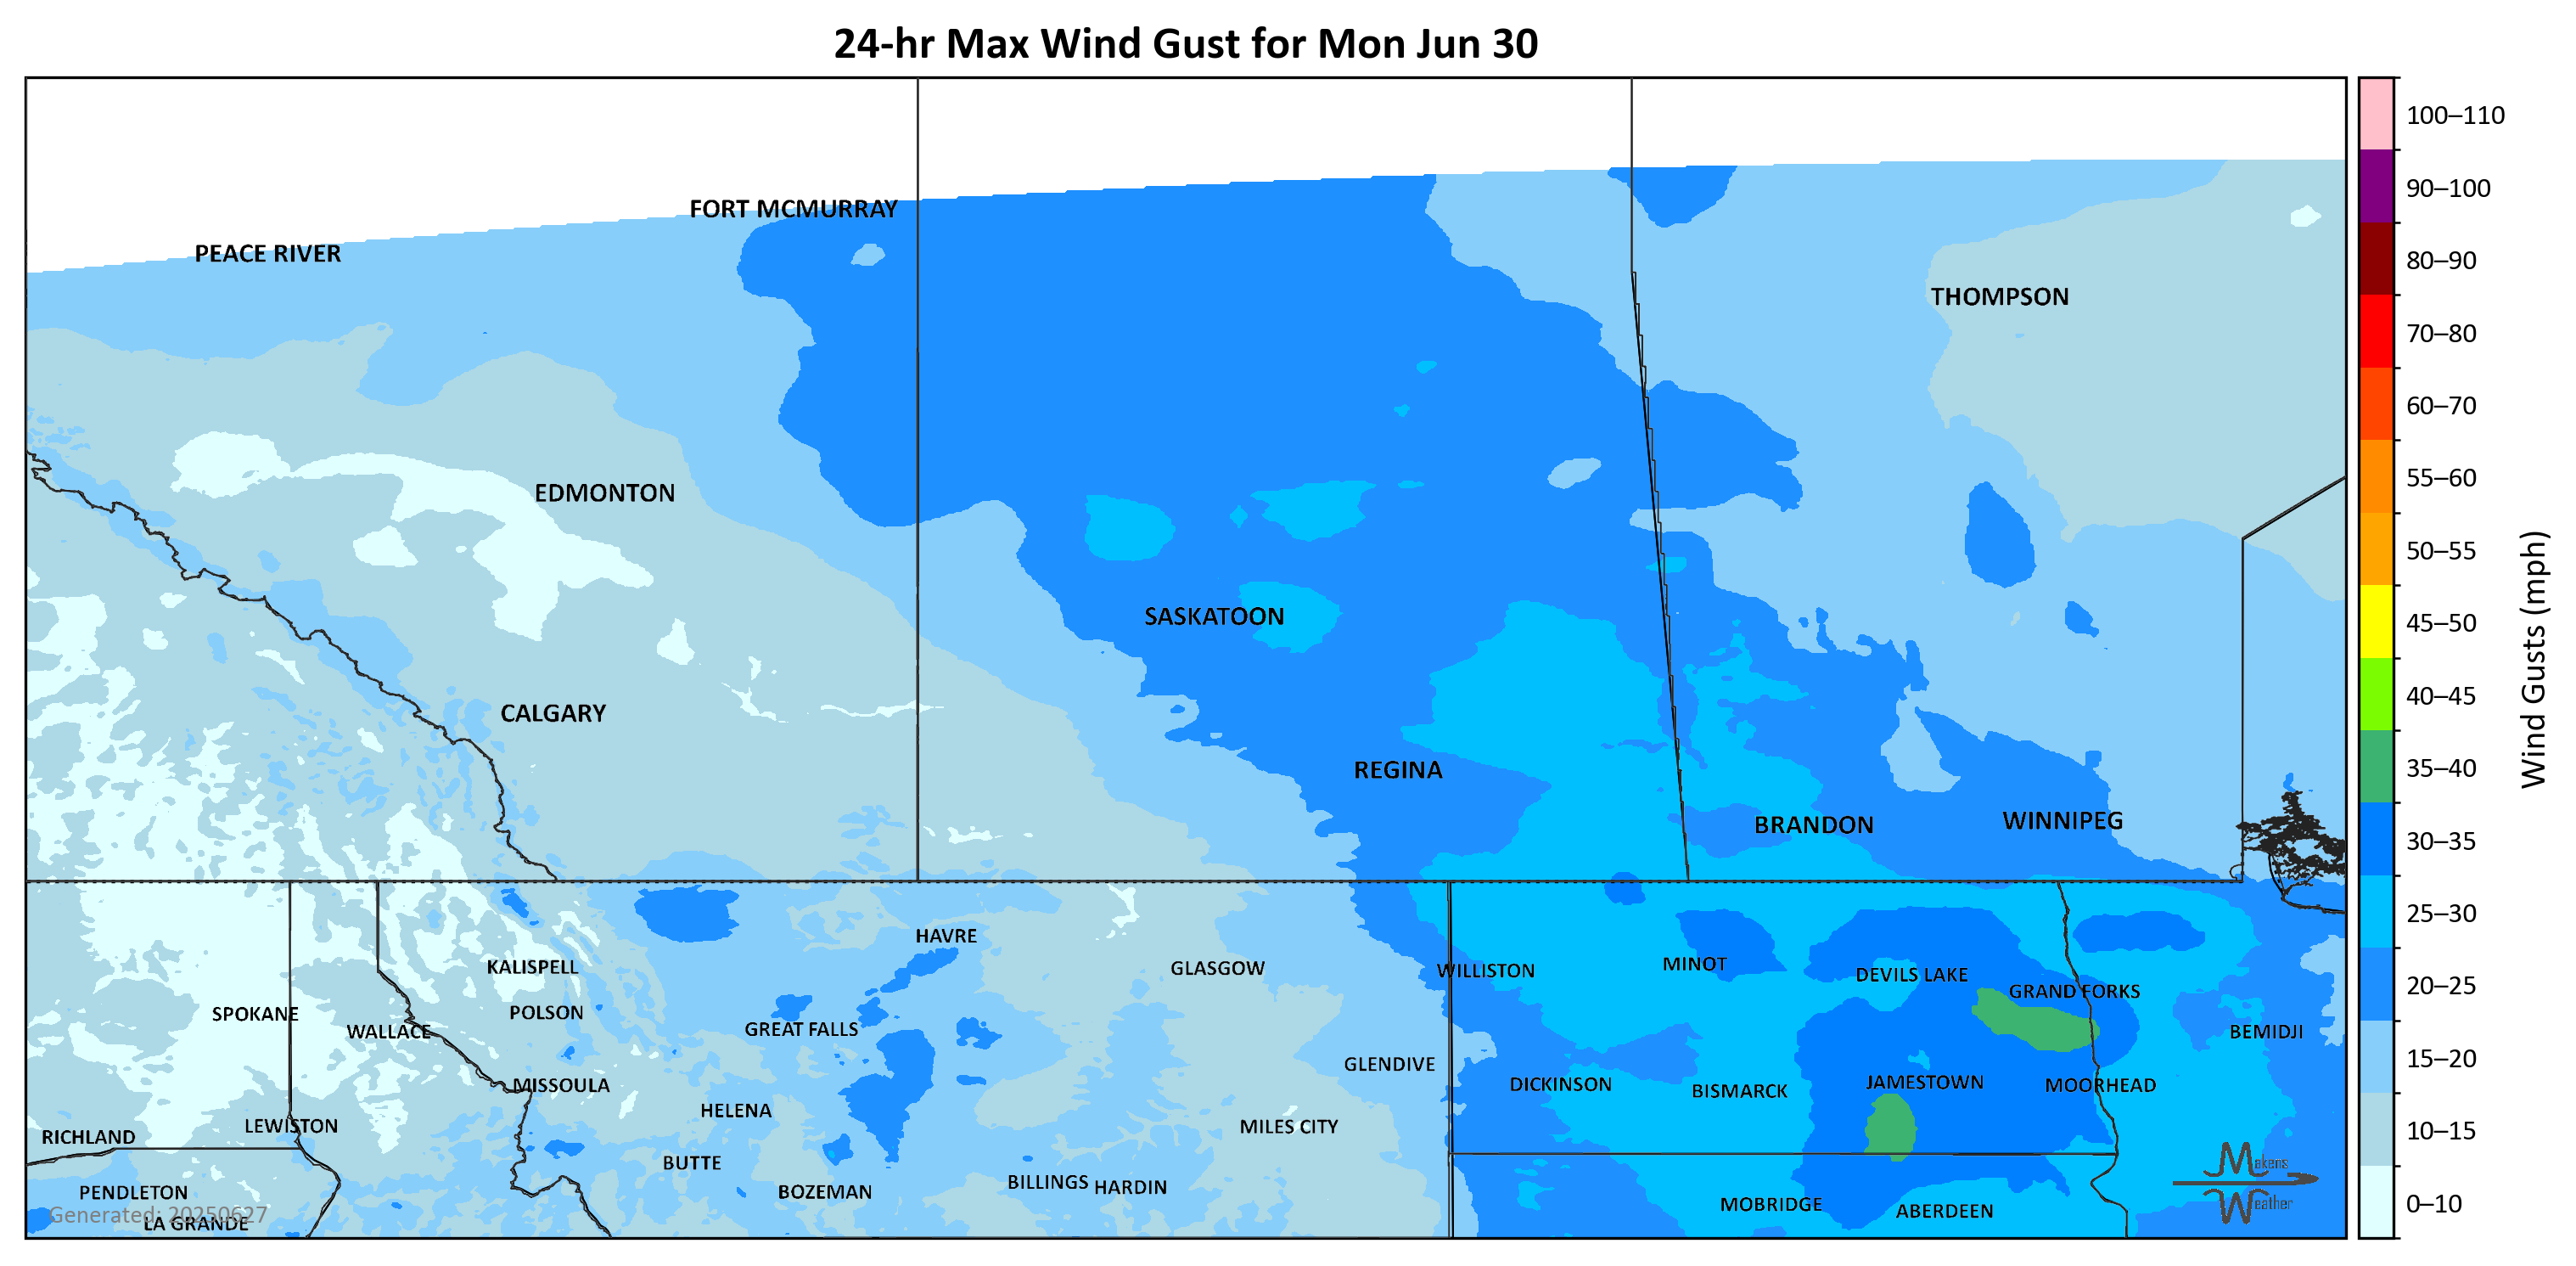 24-hr Max Wind Gust for Mon Jun 30
FORT MCMURRAY
PEACE RIVER
THOMPSON
EDMONTON
SASKATOON
CALGARY
REGINA
BRANDON
WINNIPEG
HAVRE
KALISPELL
GLASGOW
WILLISTON
MINOT
DEVILS LAKE
GRAND FORKS
SPOKANE
POLSON
WALLACE
GREAT FALLS
BEMIDJI
GLENDIVE
MISSOULA
DICKINSON
BISMARCK
JAMESTOWN
MOORHEAD
HELENA
LEWISTON
MILES CITY
RICHLAND
BUTTE
BILLINGS
HARDIN
PENDLETON
BOZEMAN
MOBRIDGE
ABERDEEN
Generated: 20250627
LA GRANDE
Makens
Weather
100–110
90–100
80–90
70–80
60–70
55–60
50–55
45–50
40–45
35–40
30–35
25–30
20–25
15–20
10–15
0–10
Wind Gusts (mph)